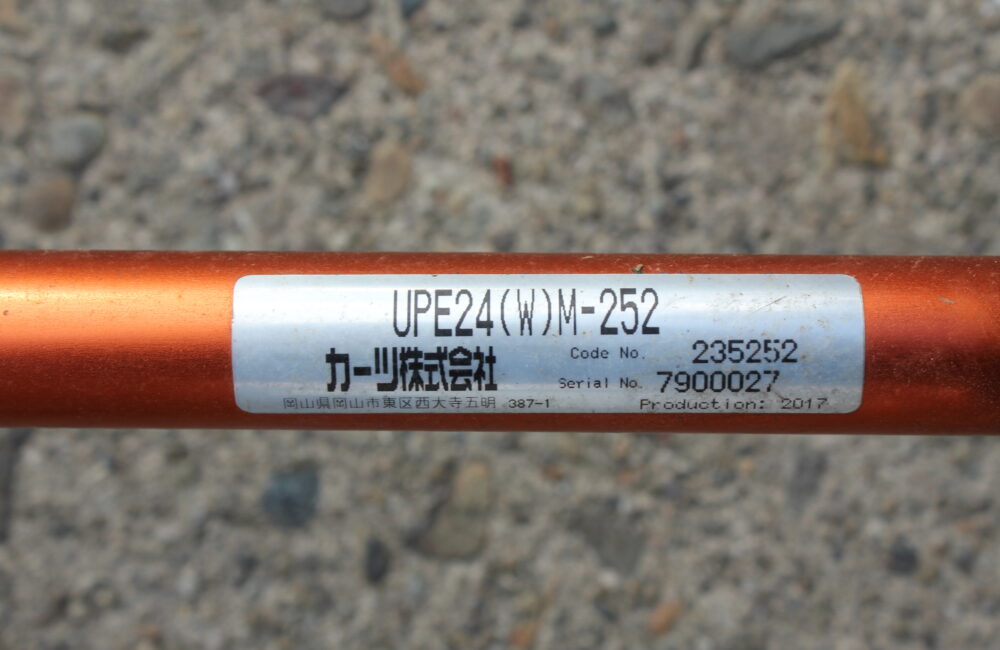 UPE24(W)M-252
カーツ株式会社
Code No. 235252
Serial No. 7900027
岡山県岡山市東区西大寺五明 387-1
Production: 2017